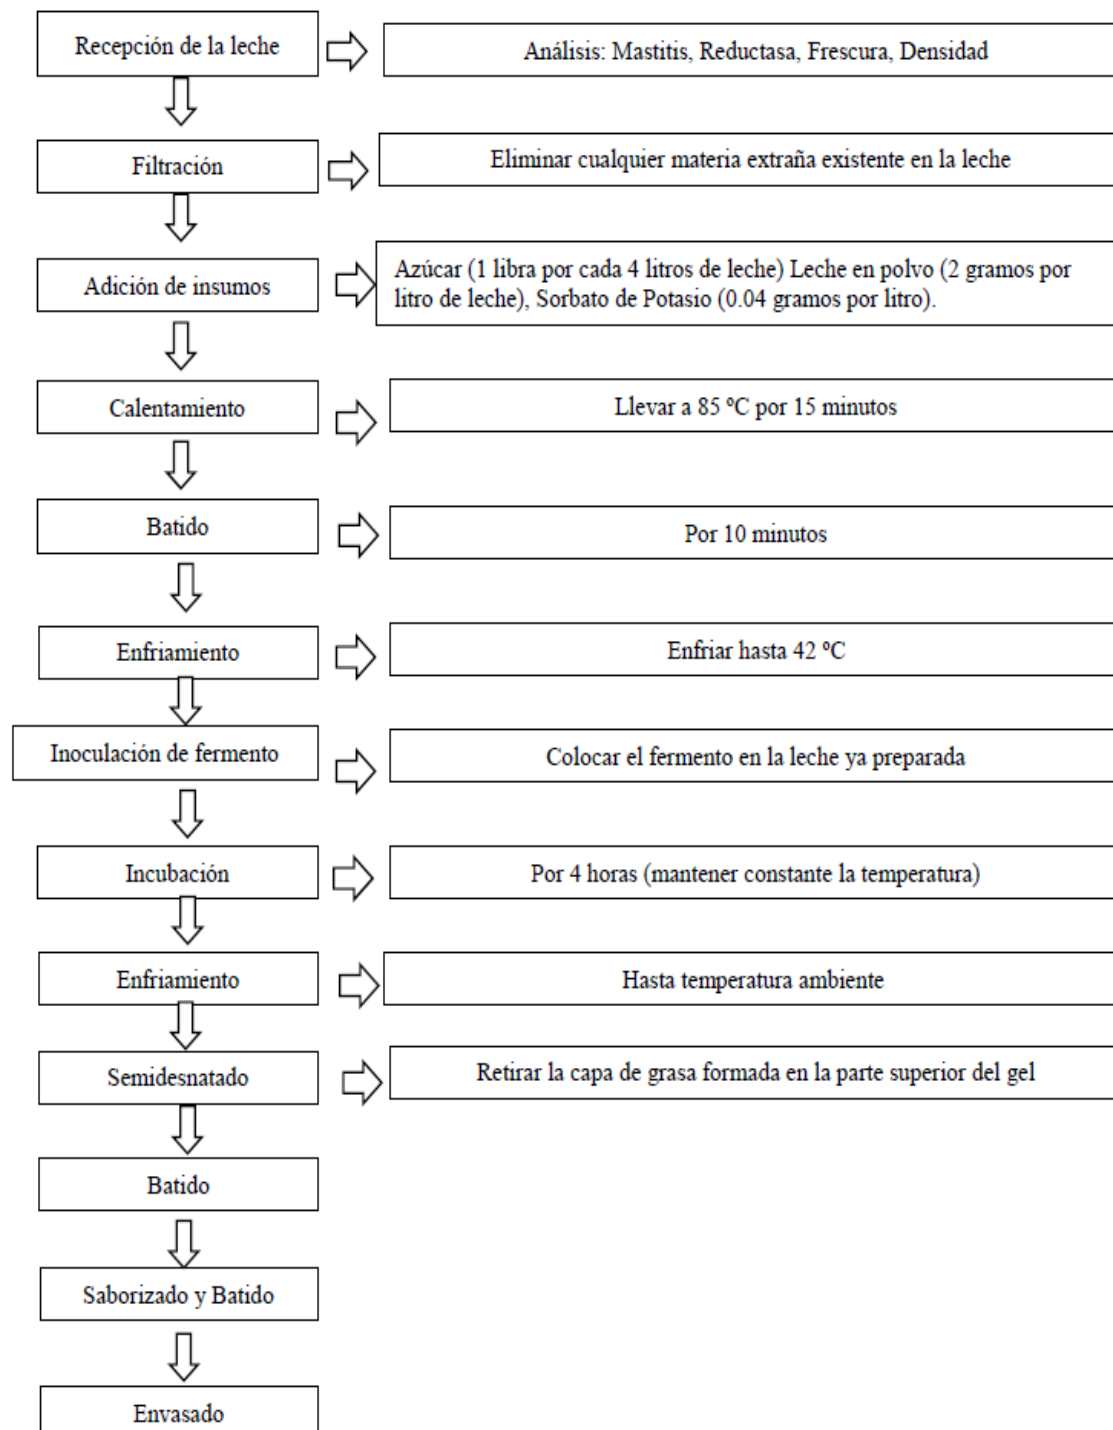 Recepción de la leche
Análisis: Mastitis, Reductasa, Frescura, Densidad
Filtración
Eliminar cualquier materia extraña existente en la leche
Adición de insumos
Azúcar (1 libra por cada 4 litros de leche) Leche en polvo (2 gramos por
litro de leche), Sorbato de Potasio (0.04 gramos por litro).
Calentamiento
Llevar a 85 ºC por 15 minutos
Batido
Por 10 minutos
Enfriamiento
Enfriar hasta 42 ºC
Inoculación de fermento
Colocar el fermento en la leche ya preparada
Incubación
Por 4 horas (mantener constante la temperatura)
Enfriamiento
Hasta temperatura ambiente
Semidesnatado
Retirar la capa de grasa formada en la parte superior del gel
Batido
Saborizado y Batido
Envasado